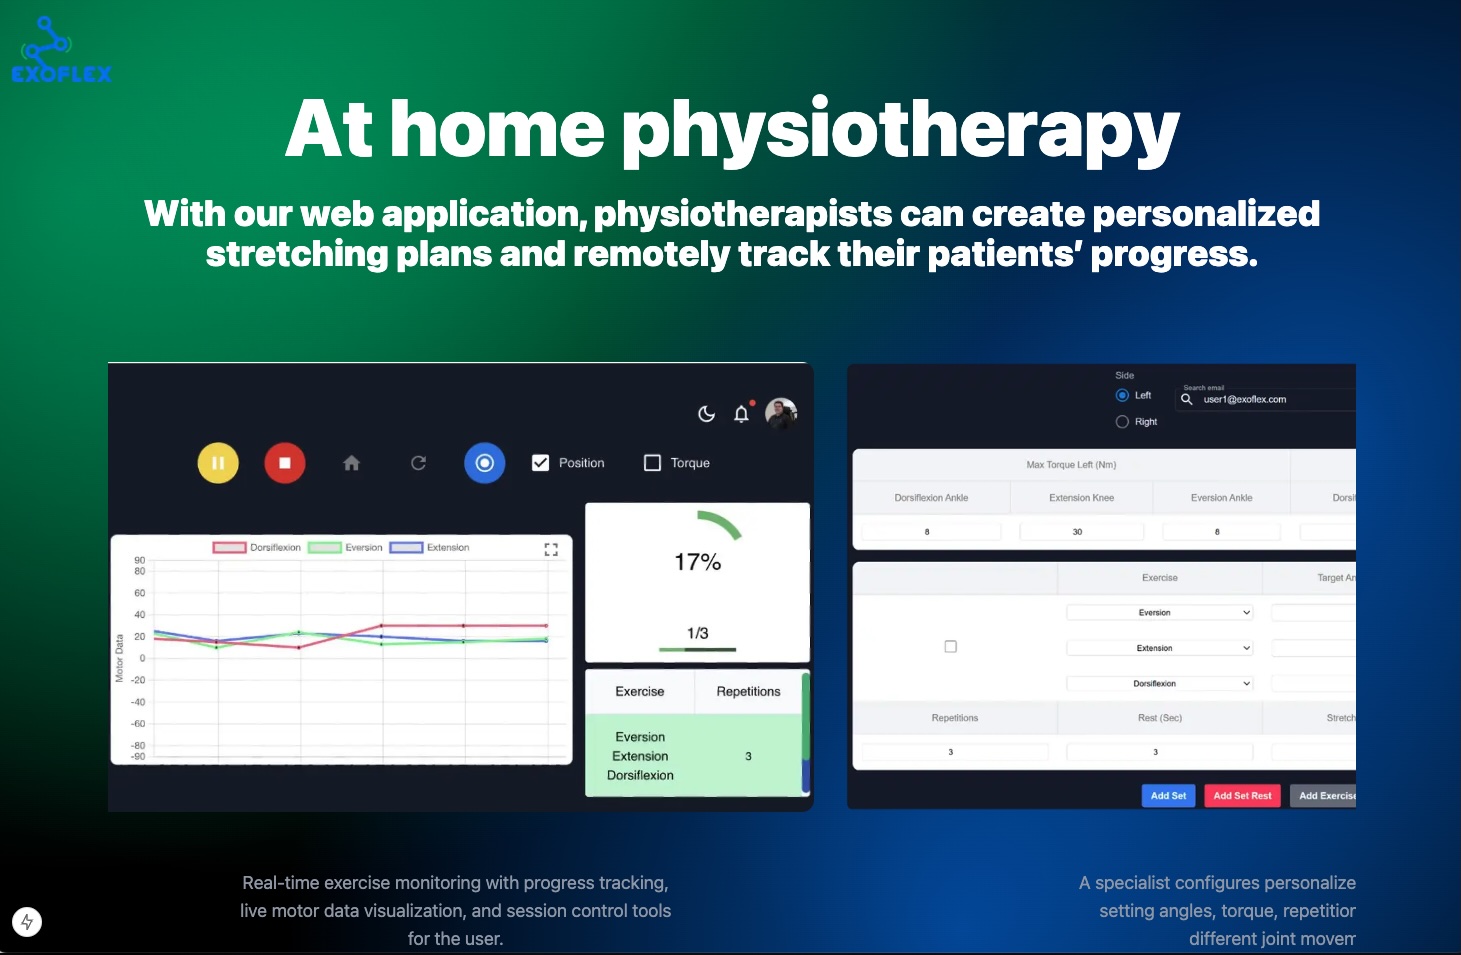 EXOFLEX
At home physiotherapy
With our web application, physiotherapists can create personalized
stretching plans and remotely track their patients’ progress.
Position
Torque
Dorsiflexion
Eversion
Extension
90
80
60
40
20
0
-20
-40
-60
-80
-90
Motor Data
17%
1/3
Exercise Repetitions
Eversion
Extension
Dorsiflexion
3
Side
Left
Right
Search email
user1@exoflex.com
Max Torque Left (Nm)
Dorsiflexion Ankle Extension Knee Eversion Ankle Dorsif
8 30 8
Exercise Target An
Eversion
Extension
Dorsiflexion
Repetitions Rest (Sec) Stretch
3 3
Add Set Add Set Rest Add Exercise
Real-time exercise monitoring with progress tracking,
live motor data visualization, and session control tools
for the user.
A specialist configures personalize
setting angles, torque, repetition
different joint movem